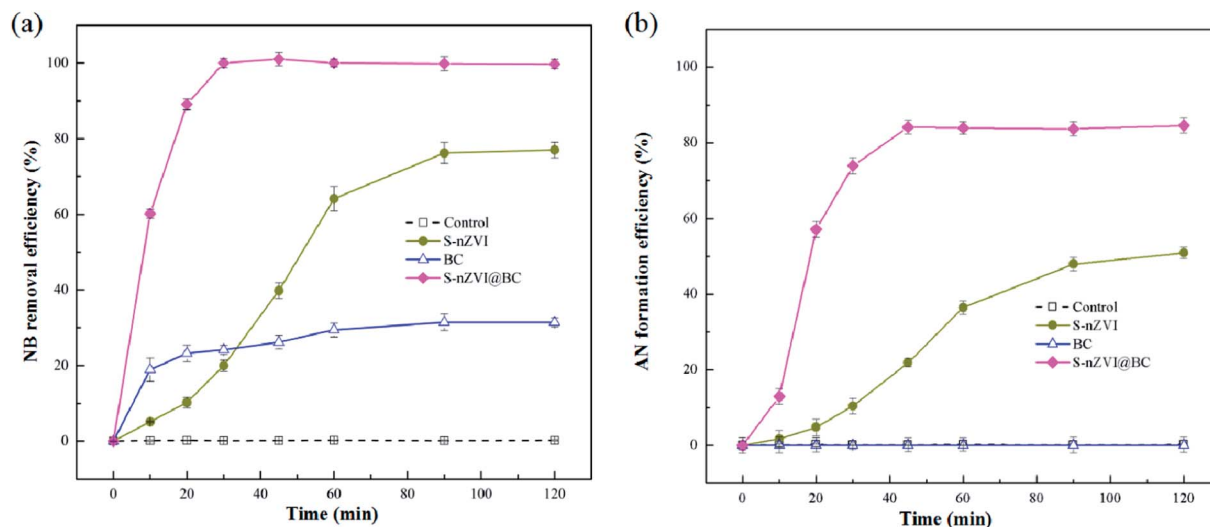 (a)
NB removal efficiency (%)
100
80
60
40
20
0
Control
S-nZVI
BC
S-nZVI@BC
0 20 40 60 80 100 120
Time (min)
(b)
AN formation efficiency (%)
100
80
60
40
20
0
Control
S-nZVI
BC
S-nZVI@BC
0 20 40 60 80 100 120
Time (min)